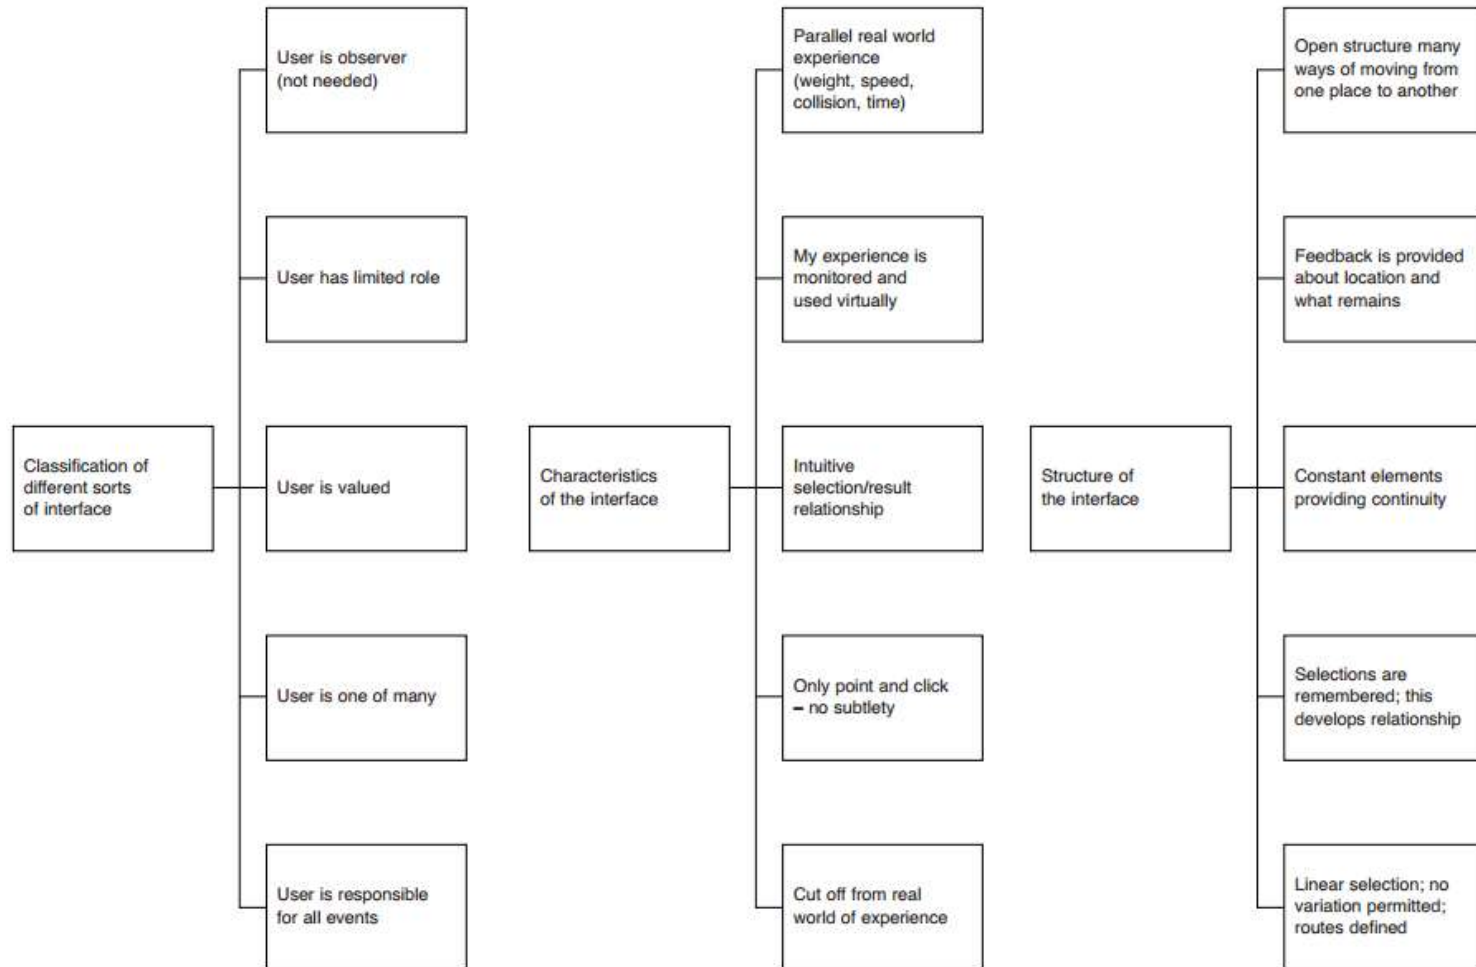 Classification of
different sorts
of interface
User is observer
(not needed)
User has limited role
User is valued
User is one of many
User is responsible
for all events
Characteristics
of the interface
Parallel real world
experience
(weight, speed,
collision, time)
My experience is
monitored and
used virtually
Intuitive
selection/result
relationship
Only point and click
– no subtlety
Cut off from real
world of experience
Structure of
the interface
Open structure many
ways of moving from
one place to another
Feedback is provided
about location and
what remains
Constant elements
providing continuity
Selections are
remembered; this
develops relationship
Linear selection; no
variation permitted;
routes defined